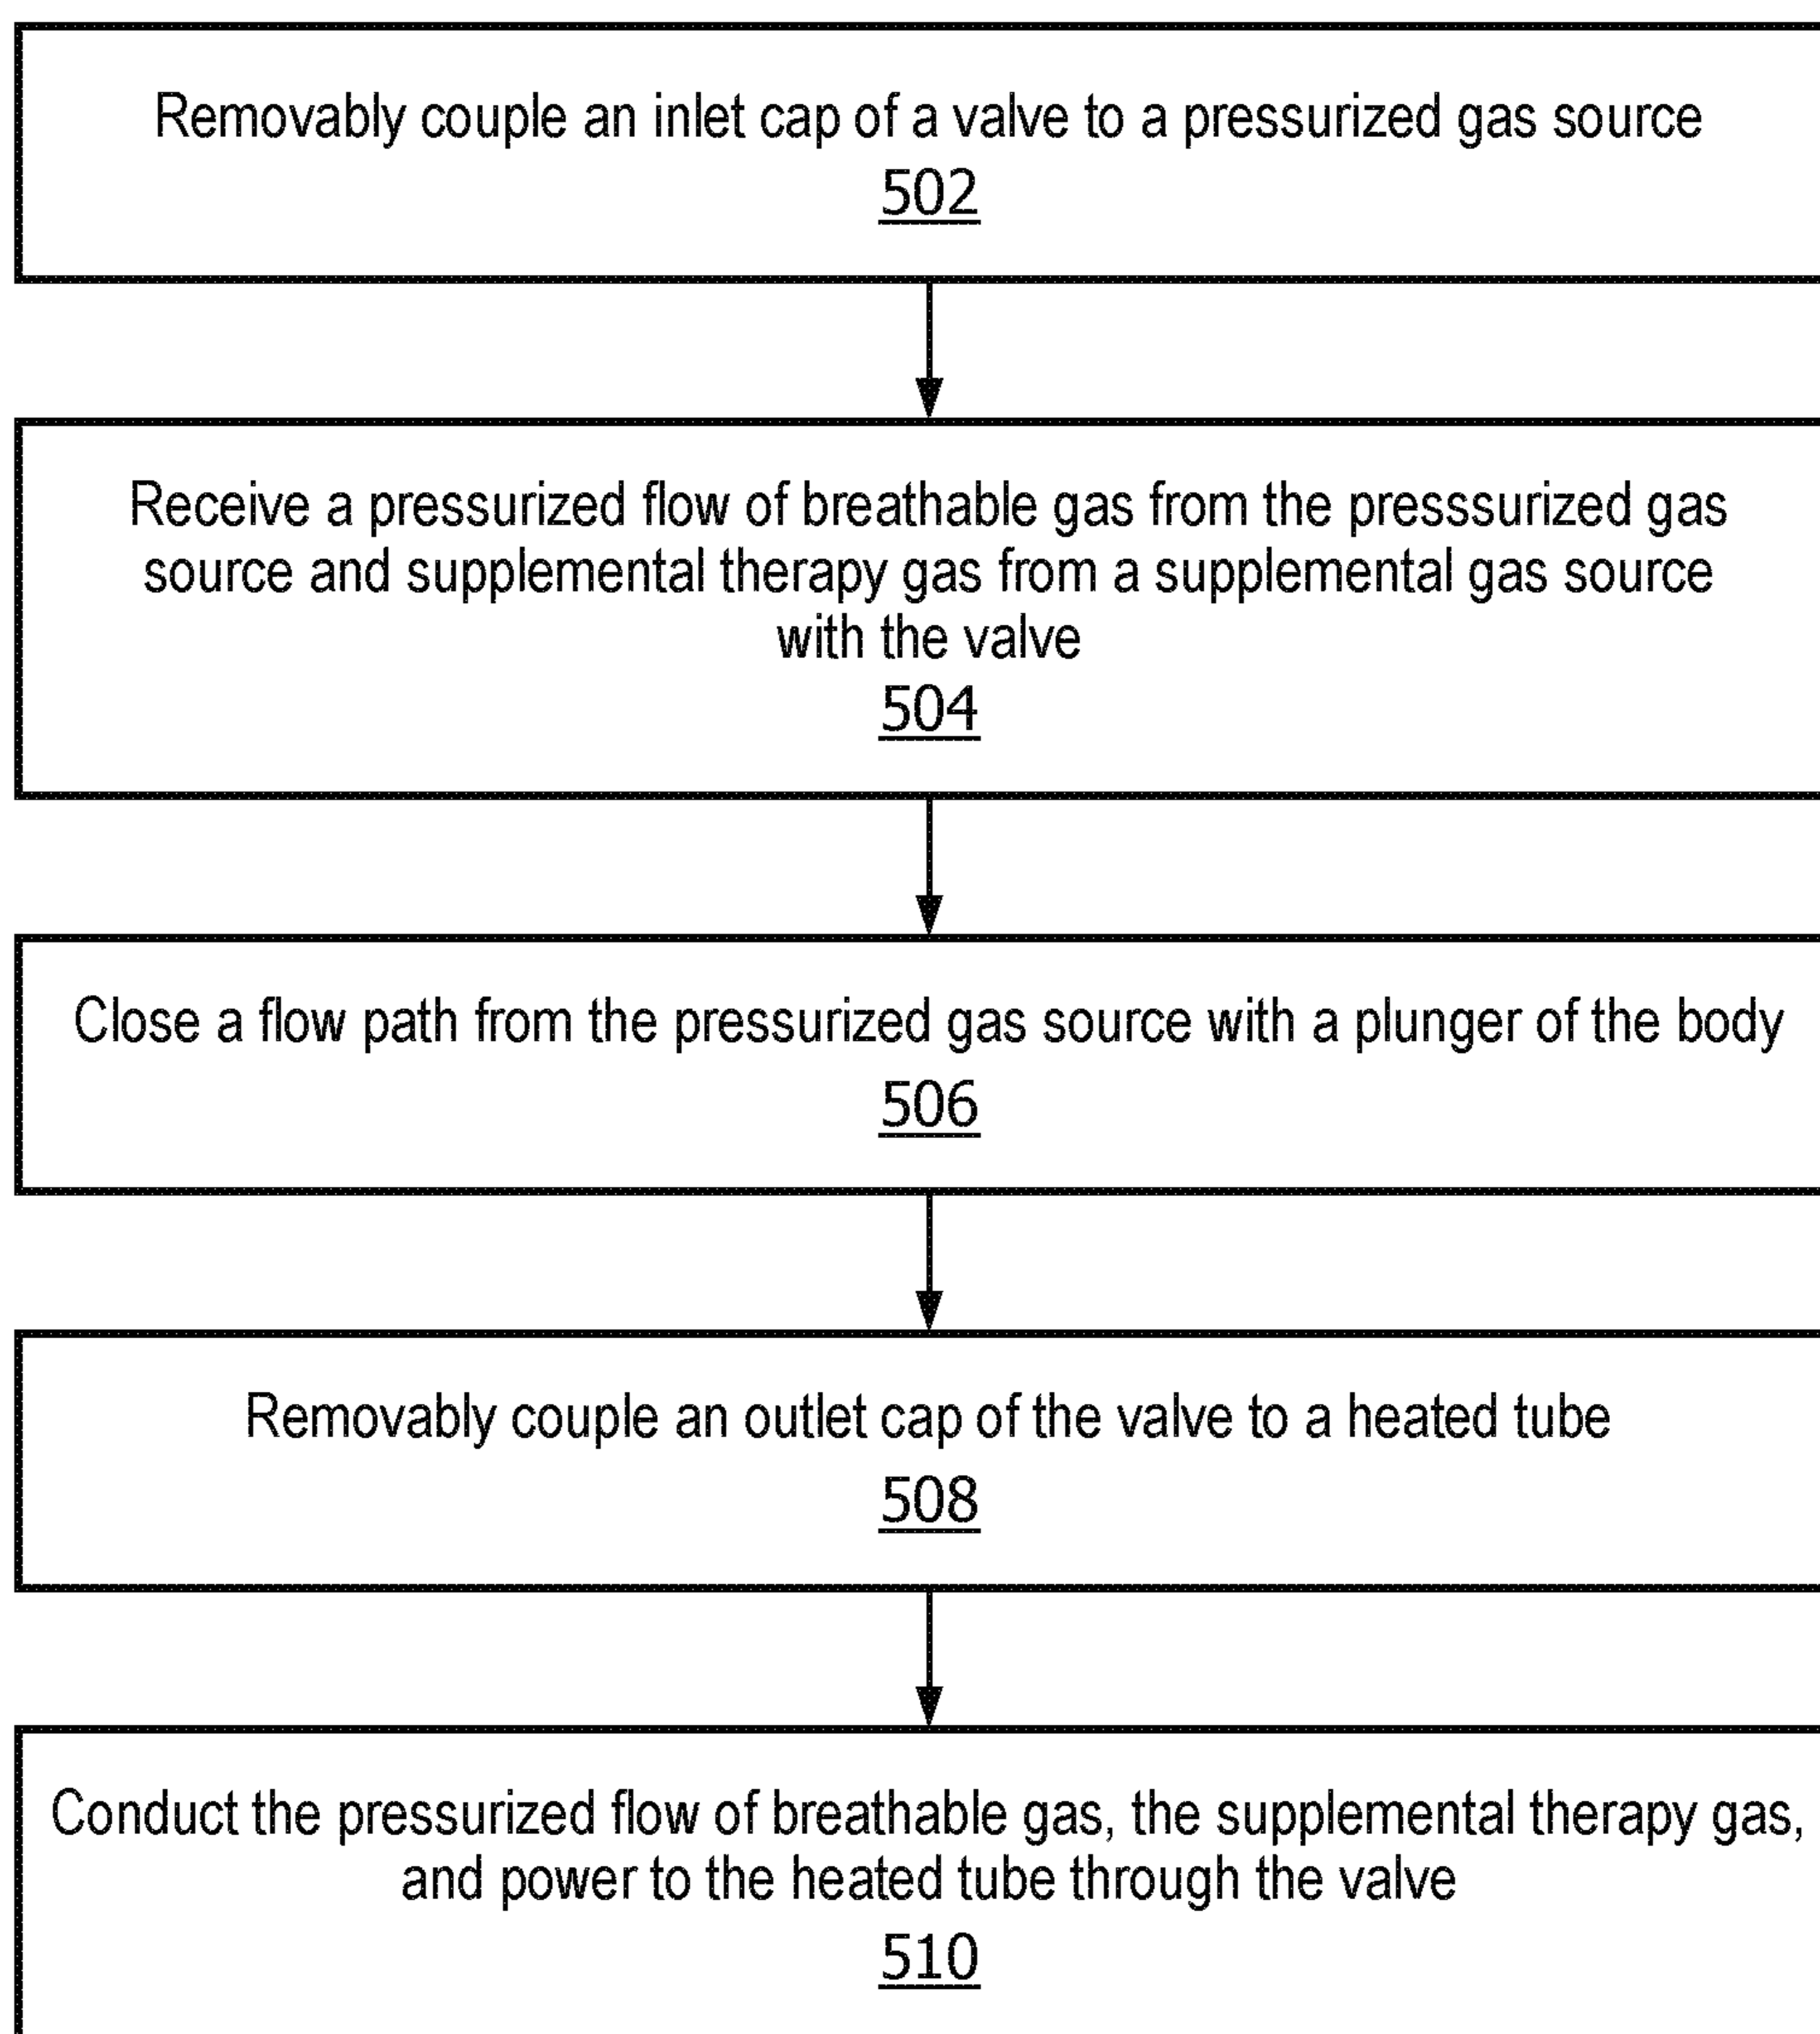 Removably couple an inlet cap of a valve to a pressurized gas source
502
Receive a pressurized flow of breathable gas from the presssurized gas
source and supplemental therapy gas from a supplemental gas source
with the valve
504
Close a flow path from the pressurized gas source with a plunger of the body
506
Removably couple an outlet cap of the valve to a heated tube
508
Conduct the pressurized flow of breathable gas, the supplemental therapy gas,
and power to the heated tube through the valve
510